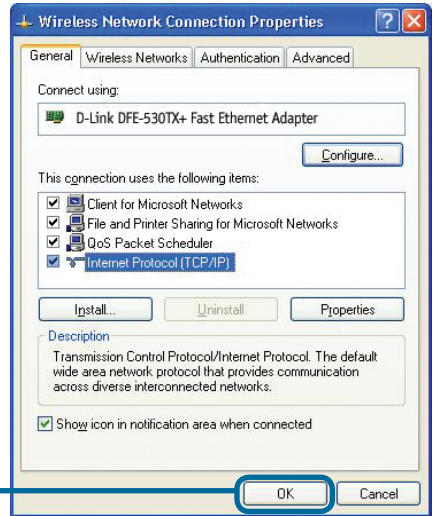 Wireless Network Connection Properties
General Wireless Networks Authentication Advanced
Connect using:
D-Link DFE-530TX+ Fast Ethernet Adapter
Configure...
This connection uses the following items:
Client for Microsoft Networks
File and Printer Sharing for Microsoft Networks
QoS Packet Scheduler
Internet Protocol (TCP/IP)
Install... Uninstall Properties
Description
Transmission Control Protocol/Internet Protocol. The default
wide area network protocol that provides communication
across diverse interconnected networks.
Show icon in notification area when connected
OK Cancel